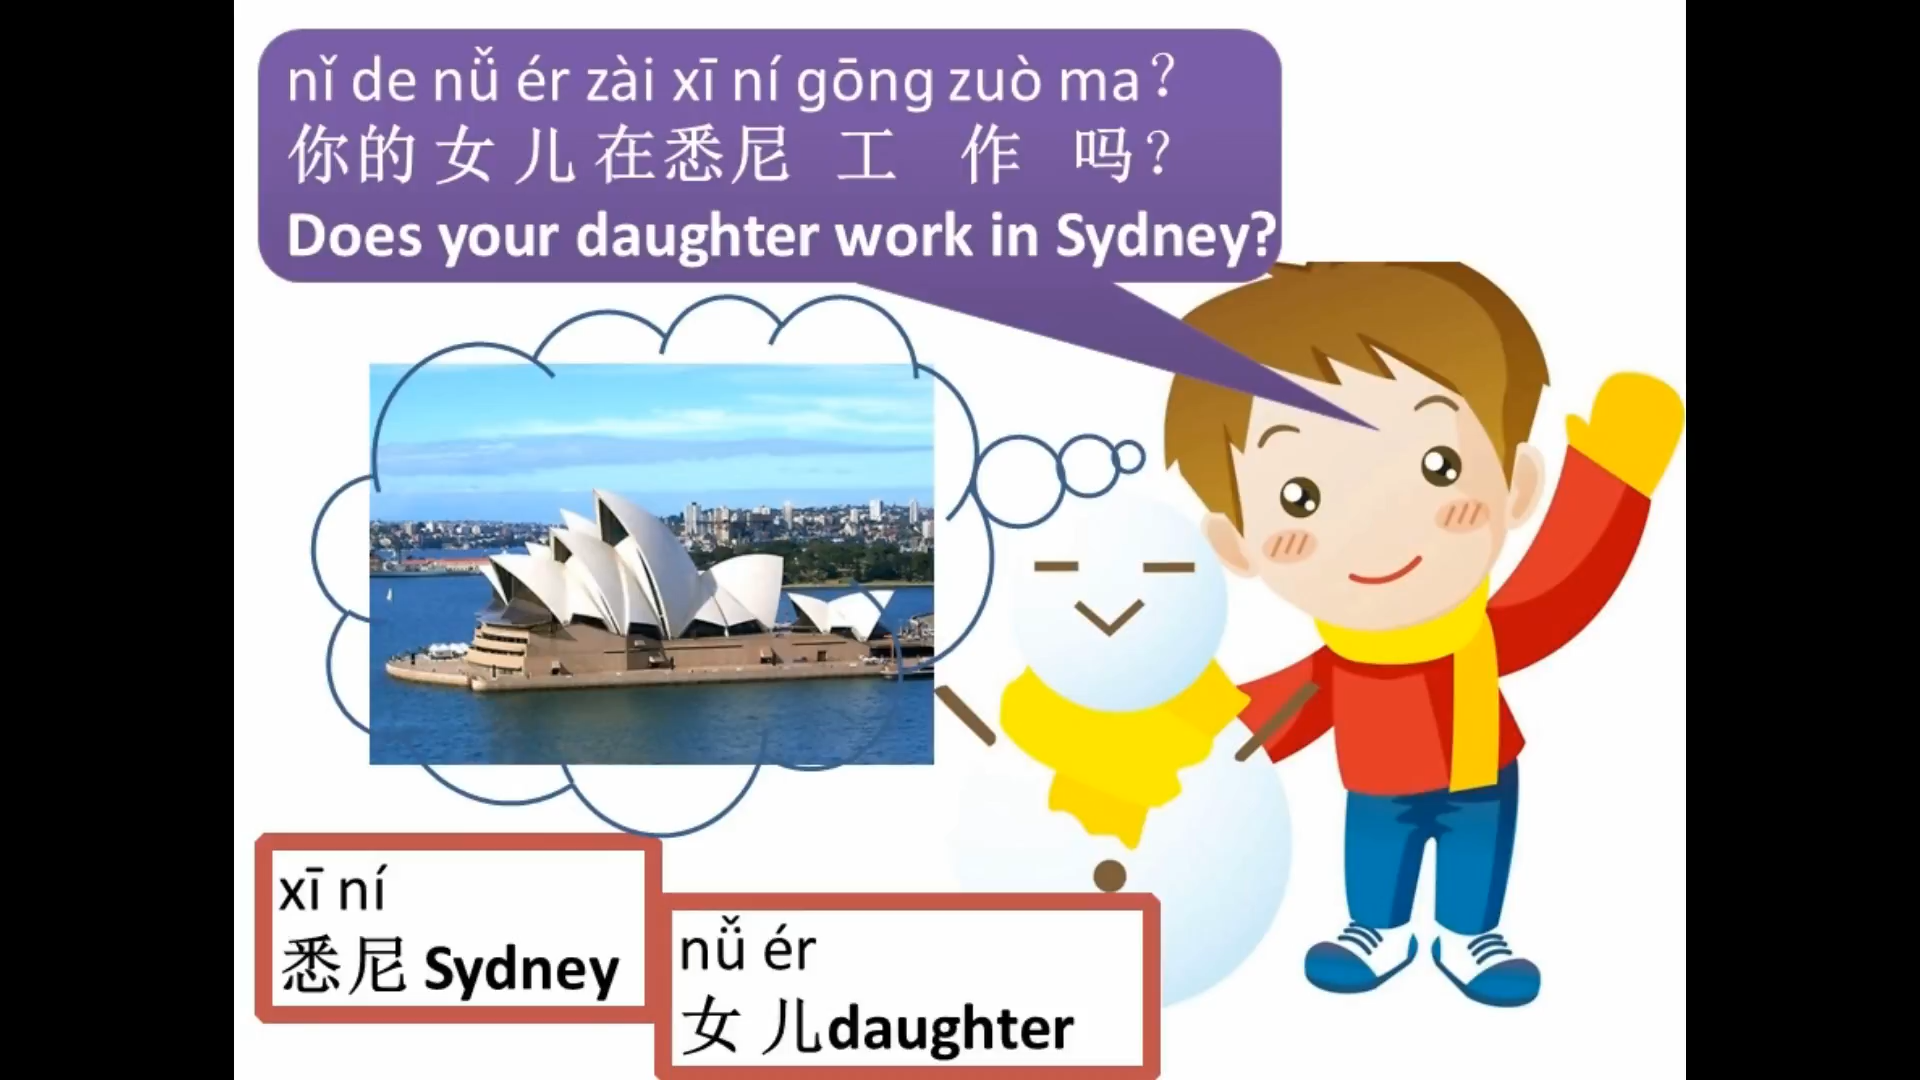 nǐ de nǚ ér zài xī ní gōng zuò ma?
你的 女 儿 在悉尼 工 作 吗?
Does your daughter work in Sydney?
xī ní
悉尼 Sydney
nǚ ér
女 儿daughter